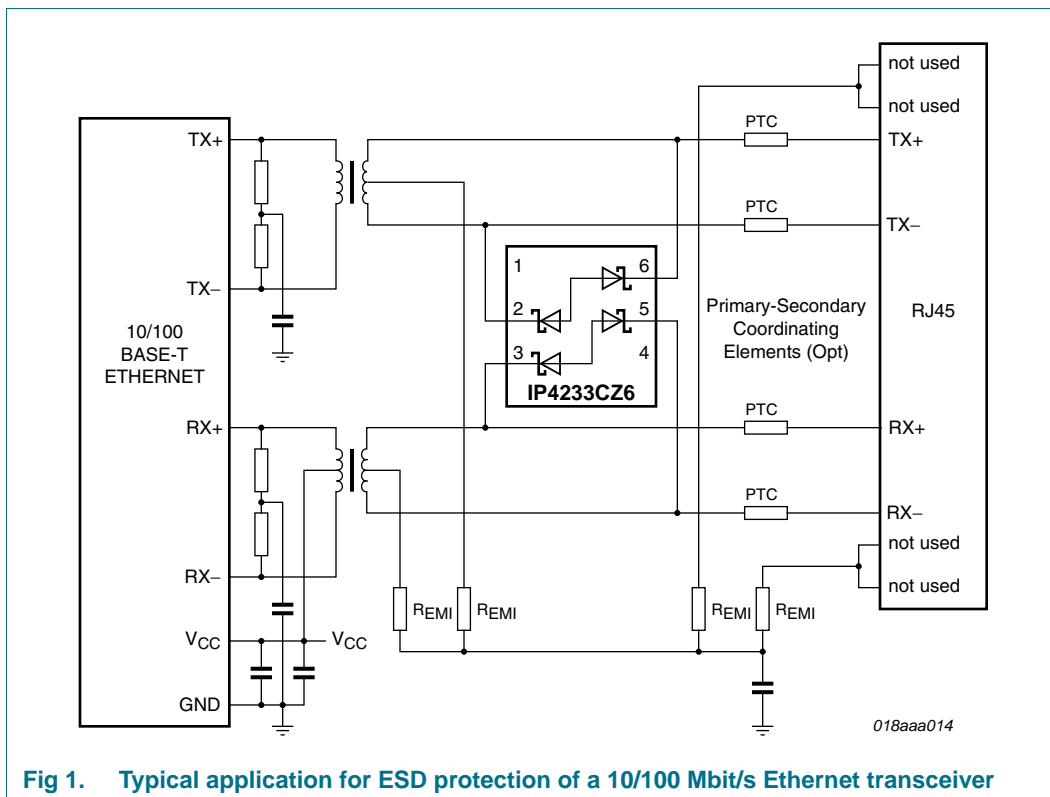 not used
not used
PTC
TX+
TX+
PTC
TX−
1
6
2
5
3
4
IP4233CZ6
TX−
10/100
BASE-T
ETHERNET
Primary-Secondary
Coordinating
Elements (Opt)
RJ45
PTC
RX+
RX+
PTC
RX−
not used
not used
RX−
REMI
REMI
REMI
REMI
VCC
VCC
GND
018aaa014
Fig 1. Typical application for ESD protection of a 10/100 Mbit/s Ethernet transceiver